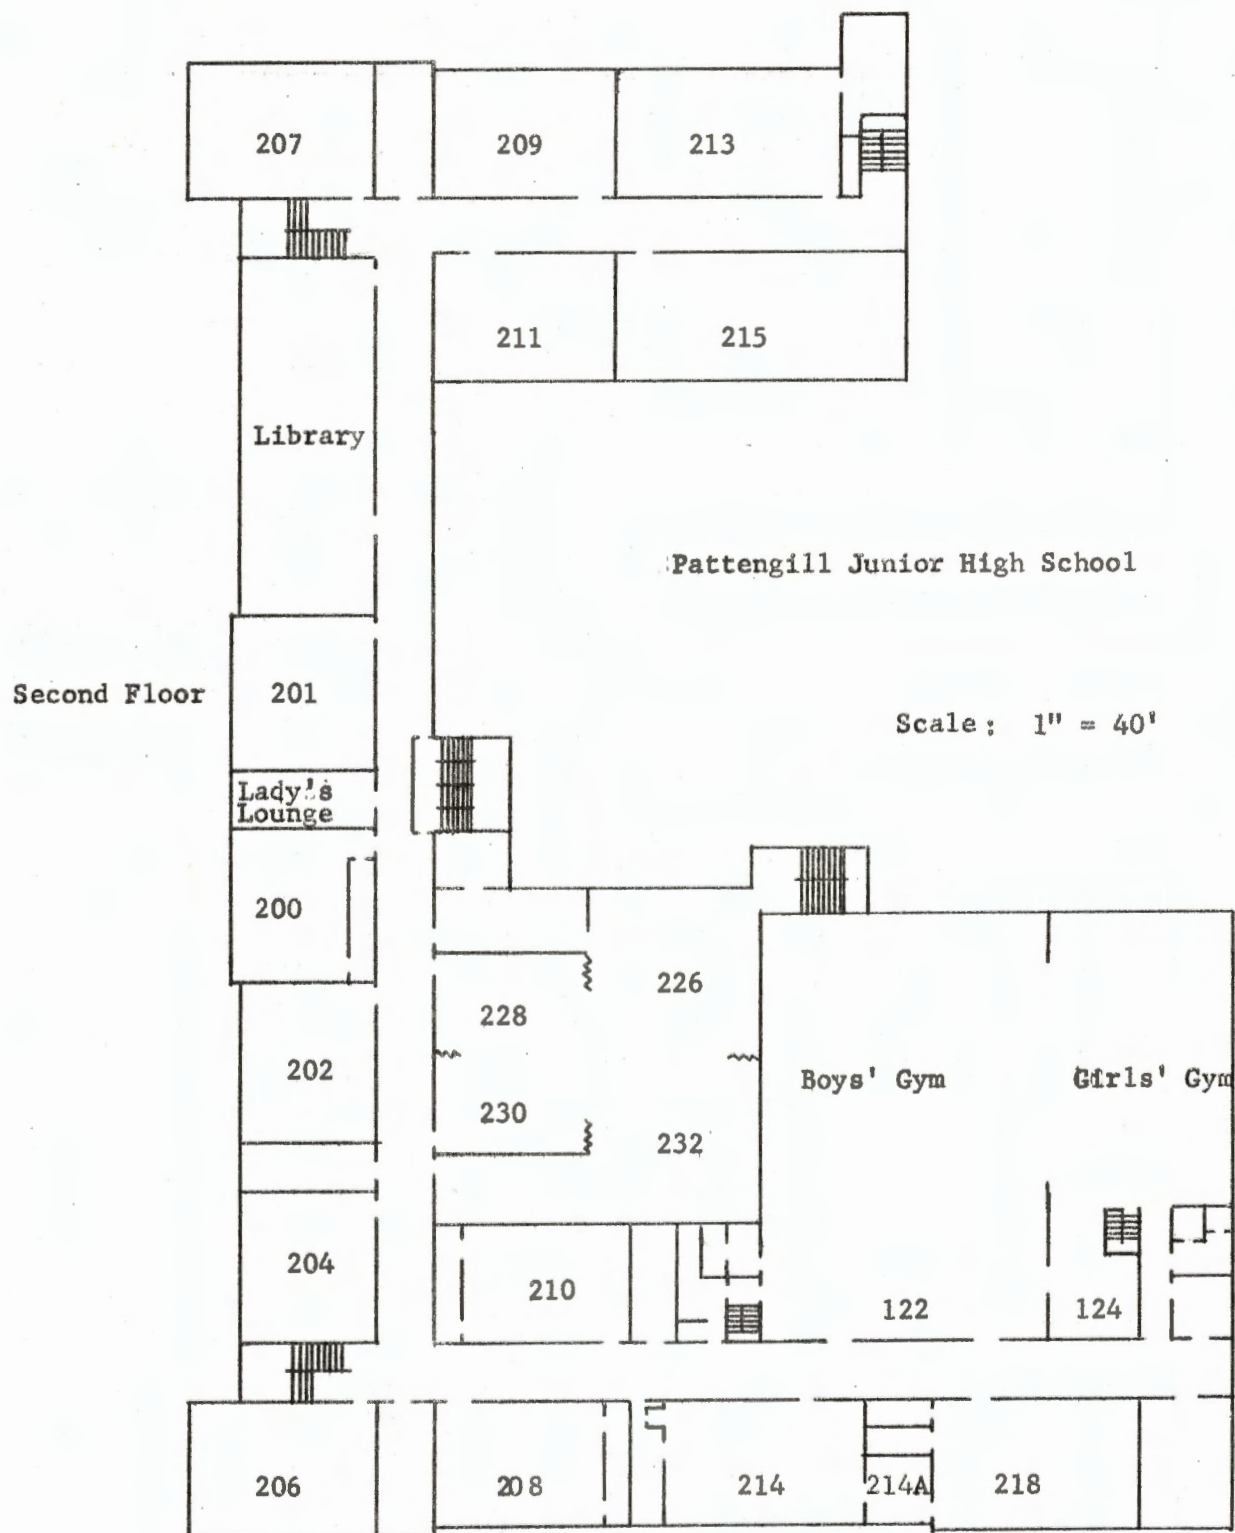 207
209
213
211
215
Library
Pattengill Junior High School
Second Floor
201
Scale: 1" = 40'
Lady's
Lounge
200
226
228
202
Boys' Gym
Girls' Gym
230
232
204
210
122
124
206
208
214
214A
218